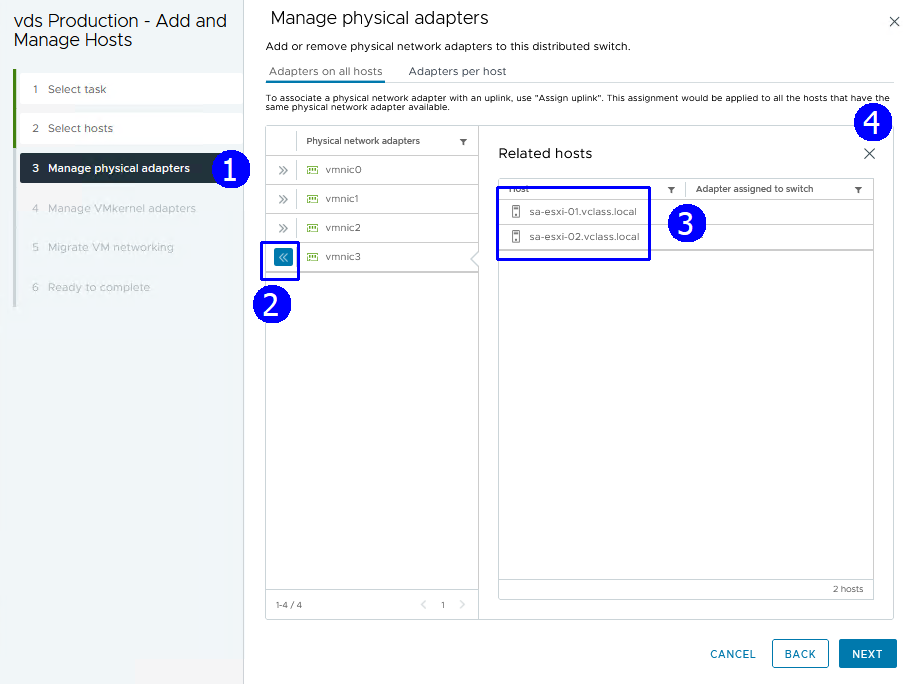 vds Production - Add and
Manage Hosts
1 Select task
2 Select hosts
3 Manage physical adapters
4 Manage VMkernel adapters
5 Migrate VM networking
6 Ready to complete
1
Manage physical adapters
Add or remove physical network adapters to this distributed switch.
Adapters on all hosts
Adapters per host
To associate a physical network adapter with an uplink, use "Assign uplink". This assignment would be applied to all the hosts that have the
same physical network adapter available.
4
Physical network adapters
vmnic0
vmnic1
vmnic2
vmnic3
2
1-4 / 4
1
Related hosts
Host
Adapter assigned to switch
sa-esxi-01.vclass.local
sa-esxi-02.vclass.local
3
2 hosts
CANCEL
BACK
NEXT